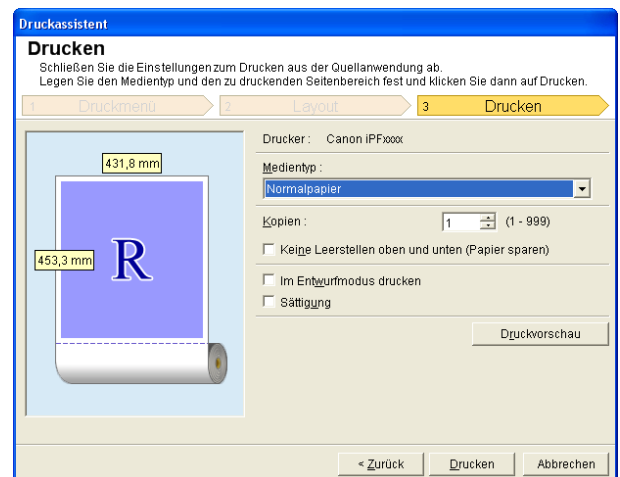 Druckassistent
Drucken
Schließen Sie die Einstellungen zum Drucken aus der Quellanwendung ab.
Legen Sie den Medientyp und den zu druckenden Seitenbereich fest und klicken Sie dann auf Drucken.
1 Druckmenü 2 Layout 3 Drucken
431,8 mm
453,3 mm
R
Drucker : Canon iPFxxxx
Medientyp :
Normalpapier
Kopien : 1 (1 - 999)
Keine Leerstellen oben und unten (Papier sparen)
Im Entwurfmodus drucken
Sättigung
Druckvorschau
< Zurück Drucken Abbrechen